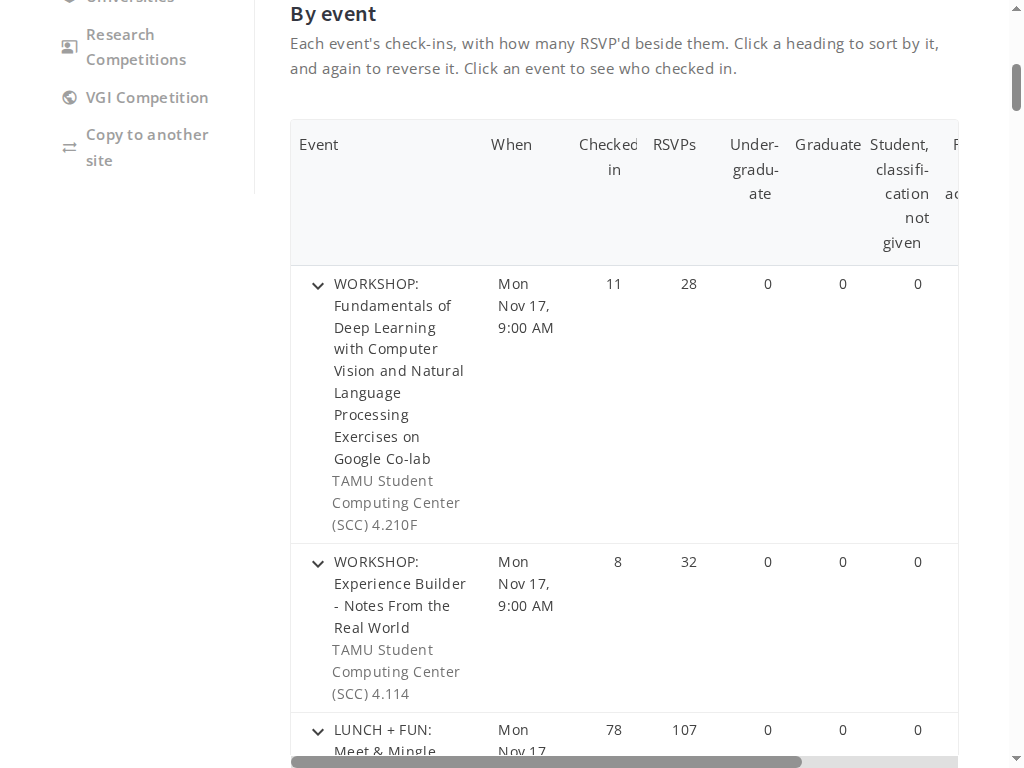 Research
Competitions
VGI Competition
Copy to another
site
By event
Each event's check-ins, with how many RSVP'd beside them. Click a heading to sort by it,
and again to reverse it. Click an event to see who checked in.
Event When Checked in RSVPs Under-gradu-ate Graduate Student, classifi-cation not given
WORKSHOP: Mon 11 28 0 0 0
Fundamentals of Nov 17,
Deep Learning 9:00 AM
with Computer
Vision and Natural
Language
Processing
Exercises on
Google Co-lab
TAMU Student
Computing Center
(SCC) 4.210F
WORKSHOP: Mon 8 32 0 0 0
Experience Builder Nov 17,
- Notes From the 9:00 AM
Real World
TAMU Student
Computing Center
(SCC) 4.114
LUNCH + FUN: Mon 78 107 0 0 0
Meet & Mingle Nov 17